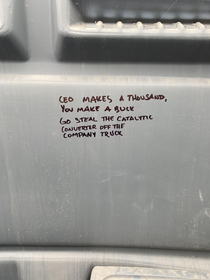 CEO MAKES A THOUSAND,
YOU MAKE A BUCK
GO STEAL THE CATALYTIC
CONVERTER OFF THE
COMPANY TRUCK